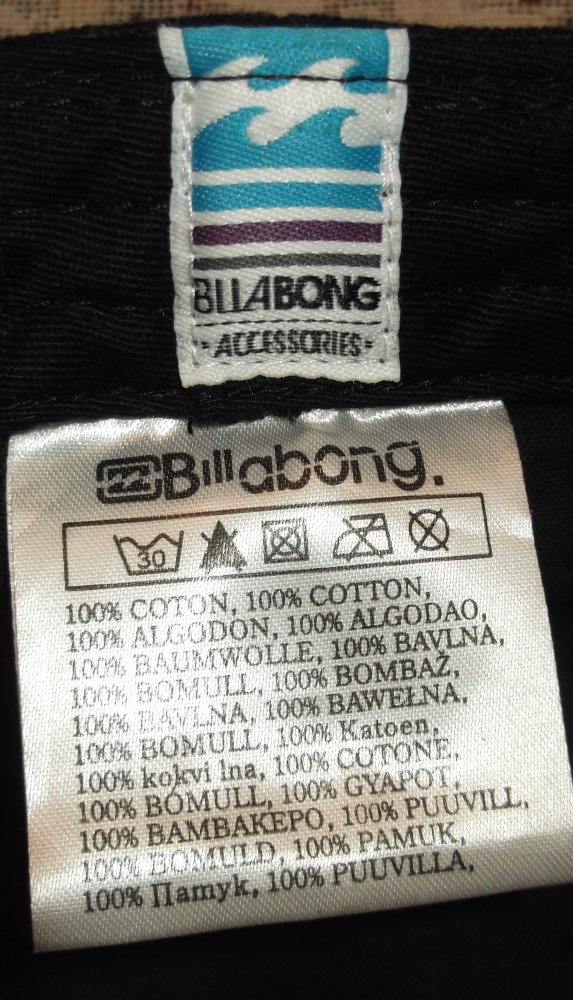 BILLABONG
·ACCESSORIES·
Billabong.
30
100% COTON, 100% COTTON,
100% ALGODON, 100% ALGODAO,
100% BAUMWOLLE, 100% BAVLNA,
100% BOMULL, 100% BOMBAŽ,
100% BAVLNA, 100% BAWEŁNA,
100% BOMULL, 100% Katoen,
100% kokvi lna, 100% COTONE,
100% BÓMULL, 100% GYAPOT,
100% BAMBAKEPO, 100% PUUVILL,
100% BOMULD, 100% PAMUK,
100% Памук, 100% PUUVILLA,